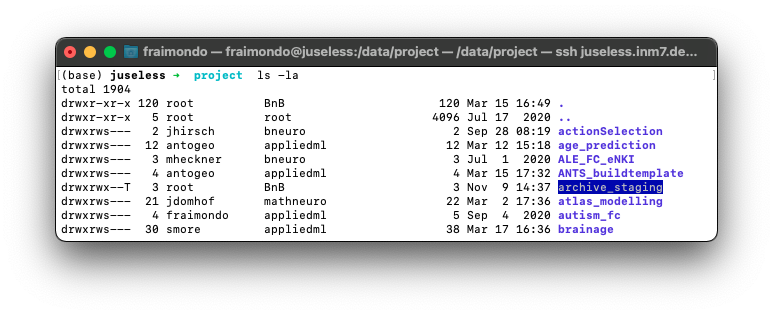 fraimondo — fraimondo@juseless:/data/project — /data/project — ssh juseless.inm7.de...
[(base) juseless ➜  project  ls -la ]
total 1904
drwxr-xr-x 120 root       BnB                   120 Mar 15 16:49 .
drwxr-xr-x   5 root       root                 4096 Jul 17  2020 ..
drwxrws---   2 jhirsch    bneuro                  2 Sep 28 08:19 actionSelection
drwxrws---  12 antogeo    appliedml              12 Mar 12 15:18 age_prediction
drwxrws---   3 mheckner   bneuro                  3 Jul  1  2020 ALE_FC_eNKI
drwxrws---   4 antogeo    appliedml               4 Mar 15 17:32 ANTS_buildtemplate
drwxrwx--T   3 root       BnB                     3 Nov  9 14:37 archive_staging
drwxrws---  21 jdomhof    mathneuro              22 Mar  2 17:36 atlas_modelling
drwxrws---   4 fraimondo  appliedml               5 Sep  4  2020 autism_fc
drwxrws---  30 smore      appliedml              38 Mar 17 16:36 brainage